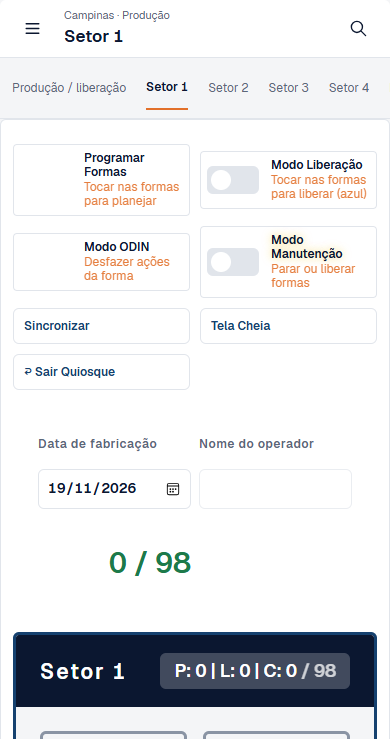 Campinas · Produção
Setor 1
Produção / liberação Setor 1 Setor 2 Setor 3 Setor 4
Programar
Formas
Tocar nas formas
para planejar
Modo Liberação
Tocar nas formas
para liberar (azul)
Modo ODIN
Desfazer ações
da forma
Modo
Manutenção
Parar ou liberar
formas
Sincronizar
Tela Cheia
Sair Quiosque
Data de fabricação
Nome do operador
19/11/2026
0 / 98
Setor 1
P: 0 | L: 0 | C: 0 / 98